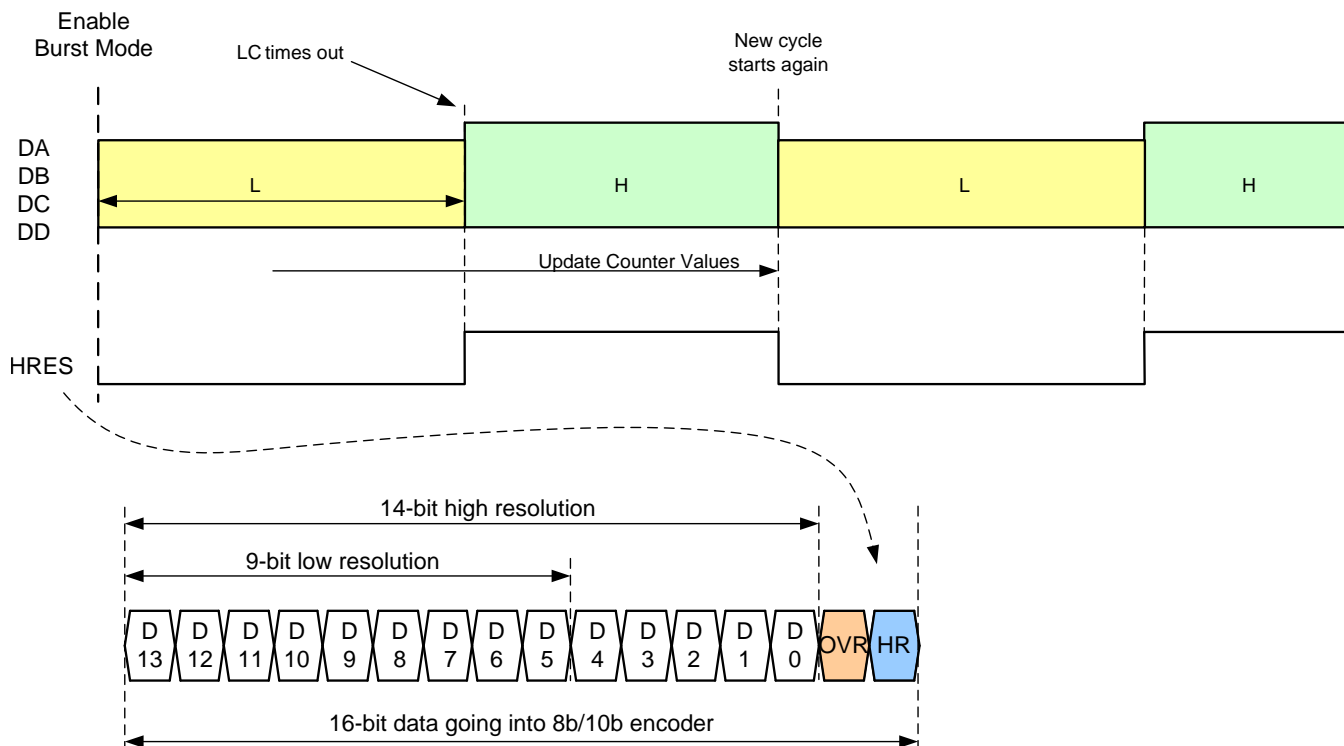 Enable
Burst Mode
LC times out
New cycle
starts again
DA
DB
DC
DD
L
H
L
H
Update Counter Values
HRES
14-bit high resolution
9-bit low resolution
D
13
D
12
D
11
D
10
D
9
D
8
D
7
D
6
D
5
D
4
D
3
D
2
D
1
D
0
OVR
HR
16-bit data going into 8b/10b encoder